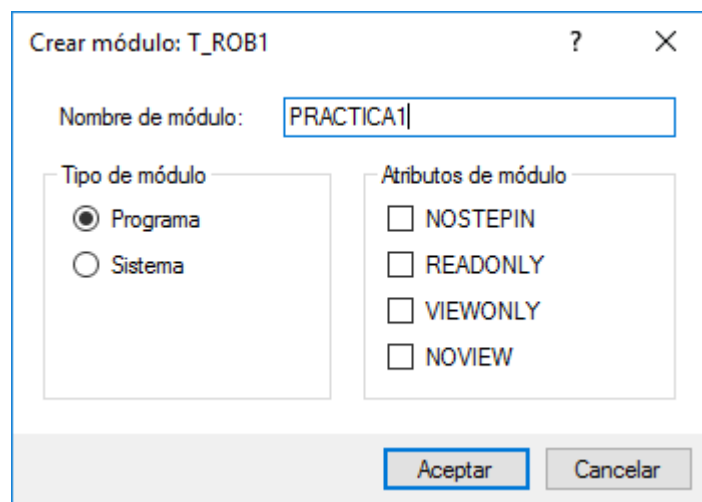 Crear módulo: T_ROB1 ?
Nombre de módulo: PRACTICA1
Tipo de módulo
Programa
Sistema
Atributos de módulo
NOSTEPIN
READONLY
VIEWONLY
NOVIEW
Aceptar Cancelar